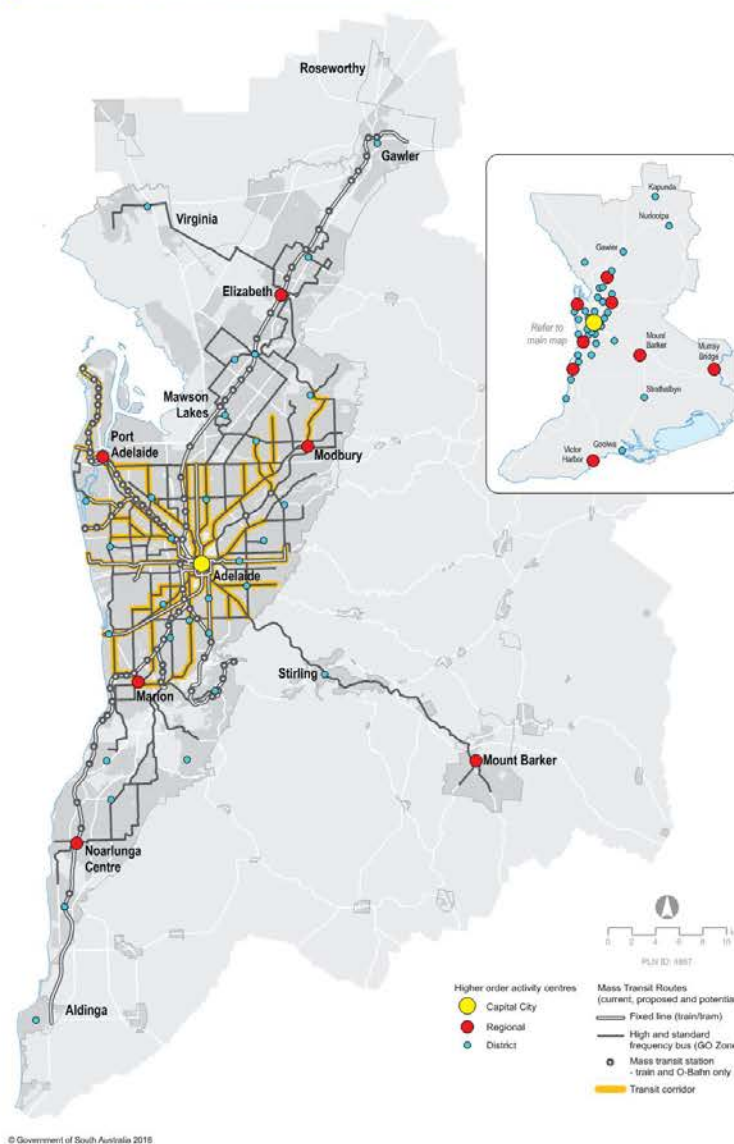 Roseworthy
Gawler
Virginia
Elizabeth
Mawson
Lakes
Port
Adelaide
Modbury
Adelaide
Stirling
Marion
Mount Barker
Noarlunga
Centre
Aldinga
Kapunda
Nuriootpa
Gawler
Refer to
main map
Mount
Barker
Murray
Bridge
Strathalbyn
Victor
Harbor
Goolwa
0 2 4 6 8 10
PLN ID:
Higher order activity centres
Capital City
Regional
District
Mass Transit Routes
(current, proposed and potential
Fixed line (train/tram)
High and standard
frequency bus (GO Zone
Mass transit station
- train and O-Bahn only
Transit corridor
© Government of South Australia 2016